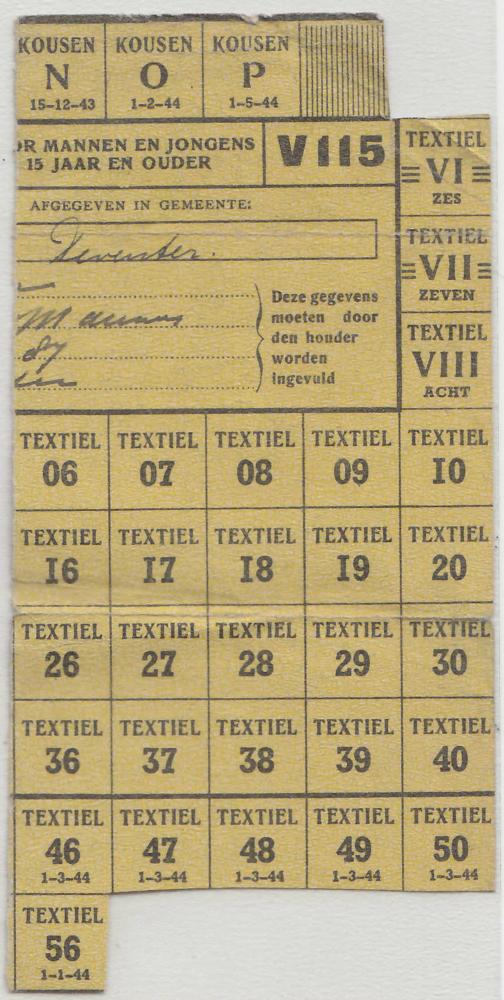 KOUSEN KOUSEN KOUSEN
N O P
15-12-43 1-2-44 1-5-44
OR MANNEN EN JONGENS
15 JAAR EN OUDER
V115
AFGEGEVEN IN GEMEENTE:
Deventer.
87
Deze gegevens
moeten door
den houder
worden
ingevuld
TEXTIEL
VI
ZES
TEXTIEL
VII
ZEVEN
TEXTIEL
VIII
ACHT
TEXTIEL TEXTIEL TEXTIEL TEXTIEL TEXTIEL
06 07 08 09 10
TEXTIEL TEXTIEL TEXTIEL TEXTIEL TEXTIEL
16 17 18 19 20
TEXTIEL TEXTIEL TEXTIEL TEXTIEL TEXTIEL
26 27 28 29 30
TEXTIEL TEXTIEL TEXTIEL TEXTIEL TEXTIEL
36 37 38 39 40
TEXTIEL TEXTIEL TEXTIEL TEXTIEL TEXTIEL
46 47 48 49 50
1-3-44 1-3-44 1-3-44 1-3-44 1-3-44
TEXTIEL
56
1-1-44